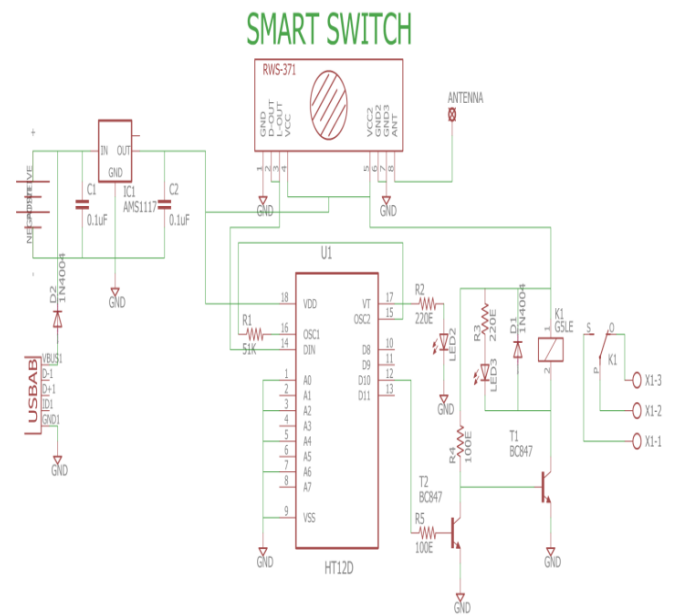 SMART SWITCH
RWS-371
GND
D-OUT
L-OUT
VCC
VCC2
GND2
GND3
ANT
1
2
3
4
5
6
7
8
ANTENNA
GND
GND
+
IN OUT
GND
IC1
AMS1117
C1
0.1uF
C2
0.1uF
-
GND
D2
1N4004
USBAB
VBUS1
D-1
D+1
ID1
GND1
GND
U1
R1
51K
18 VDD
16 OSC1
14 DIN
1 A0
2 A1
3 A2
4 A3
5 A4
6 A5
7 A6
8 A7
9 VSS
VT 17
OSC2 15
D8 10
D9 11
D10 12
D11 13
HT12D
GND
R2
220E
LED2
GND
R3
220E
LED3
D1
1N4004
K1
G5LE
1
2
S O
K1
P
X1-3
X1-2
X1-1
R4
100E
T1
BC847
T2
BC847
R5
100E
GND
GND